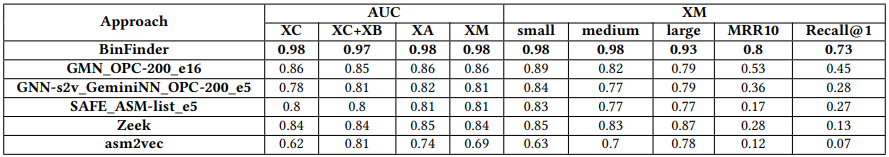 Approach AUC XM
XC XC+XB XA XM small medium large MRR10 Recall@1
BinFinder 0.98 0.97 0.98 0.98 0.98 0.98 0.93 0.8 0.73
GMN_OPC-200_e16 0.86 0.85 0.86 0.86 0.89 0.82 0.79 0.53 0.45
GNN-s2v_GeminiNN_OPC-200_e5 0.78 0.81 0.82 0.81 0.84 0.77 0.79 0.36 0.28
SAFE_ASM-list_e5 0.8 0.8 0.81 0.81 0.83 0.77 0.77 0.17 0.27
Zeek 0.84 0.84 0.85 0.84 0.85 0.83 0.87 0.28 0.13
asm2vec 0.62 0.81 0.74 0.69 0.63 0.7 0.78 0.12 0.07